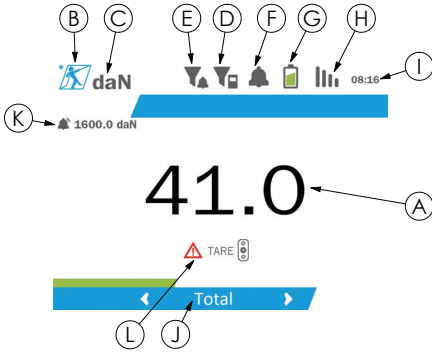 B C E D F G H I
daN 08:16
K 1600.0 daN
41.0 A
TARE
Total
L J